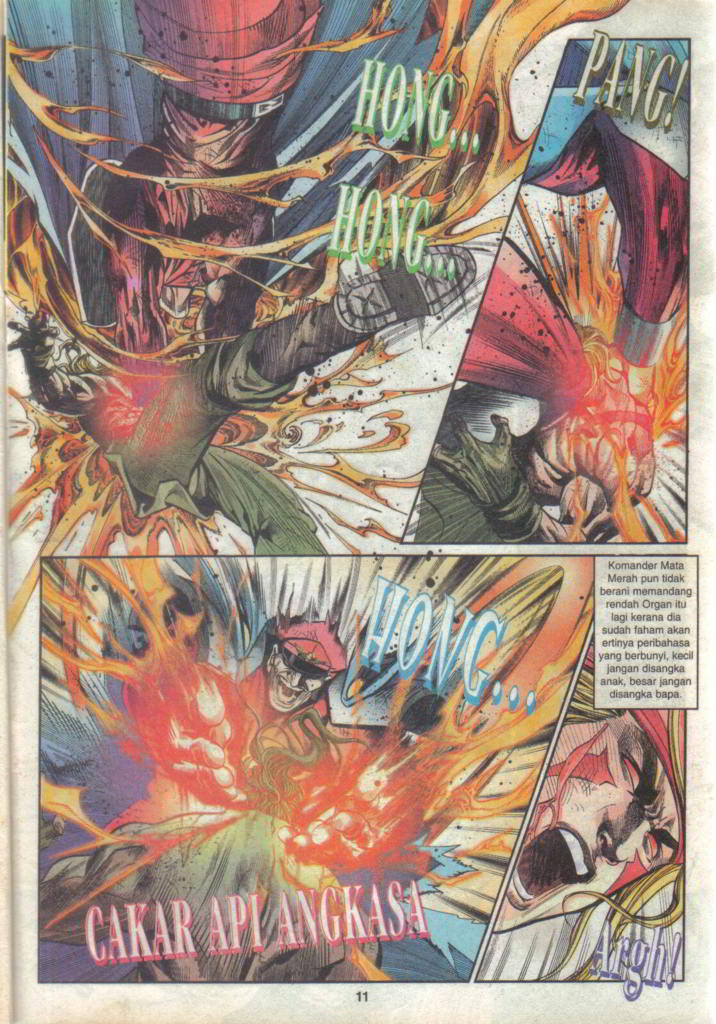 HONG...
HONG...
PANG!
HONG...
Komander Mata
Merah pun tidak
berani memandang
rendah Organ itu
lagi kerana dia
sudah faham akan
ertinya peribahasa
yang berbunyi, kecil
jangan disangka
anak, besar jangan
disangka bapa.
CAKAR API ANGKASA
Argh!
11